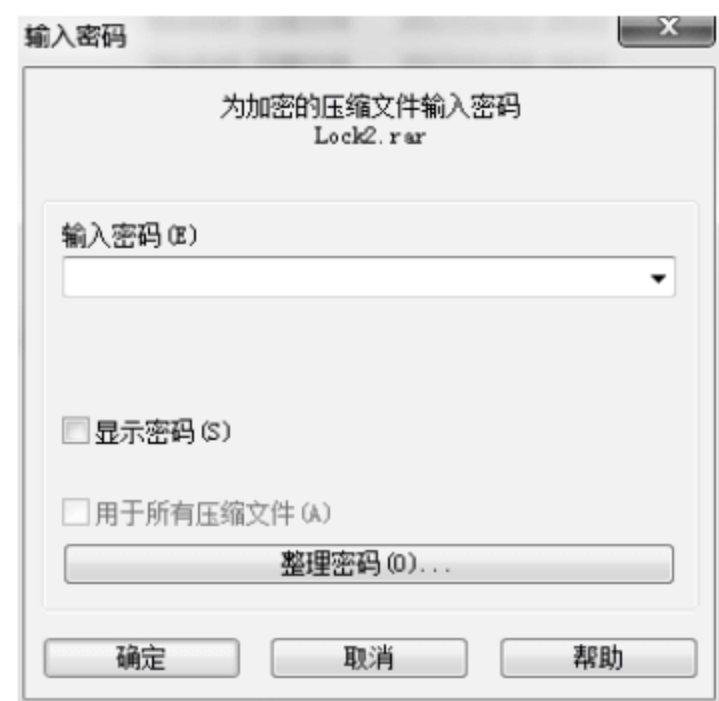 输入密码
为加密的压缩文件输入密码
Lock2.rar
输入密码(E)
显示密码(S)
用于所有压缩文件(A)
整理密码(O)...
确定
取消
帮助